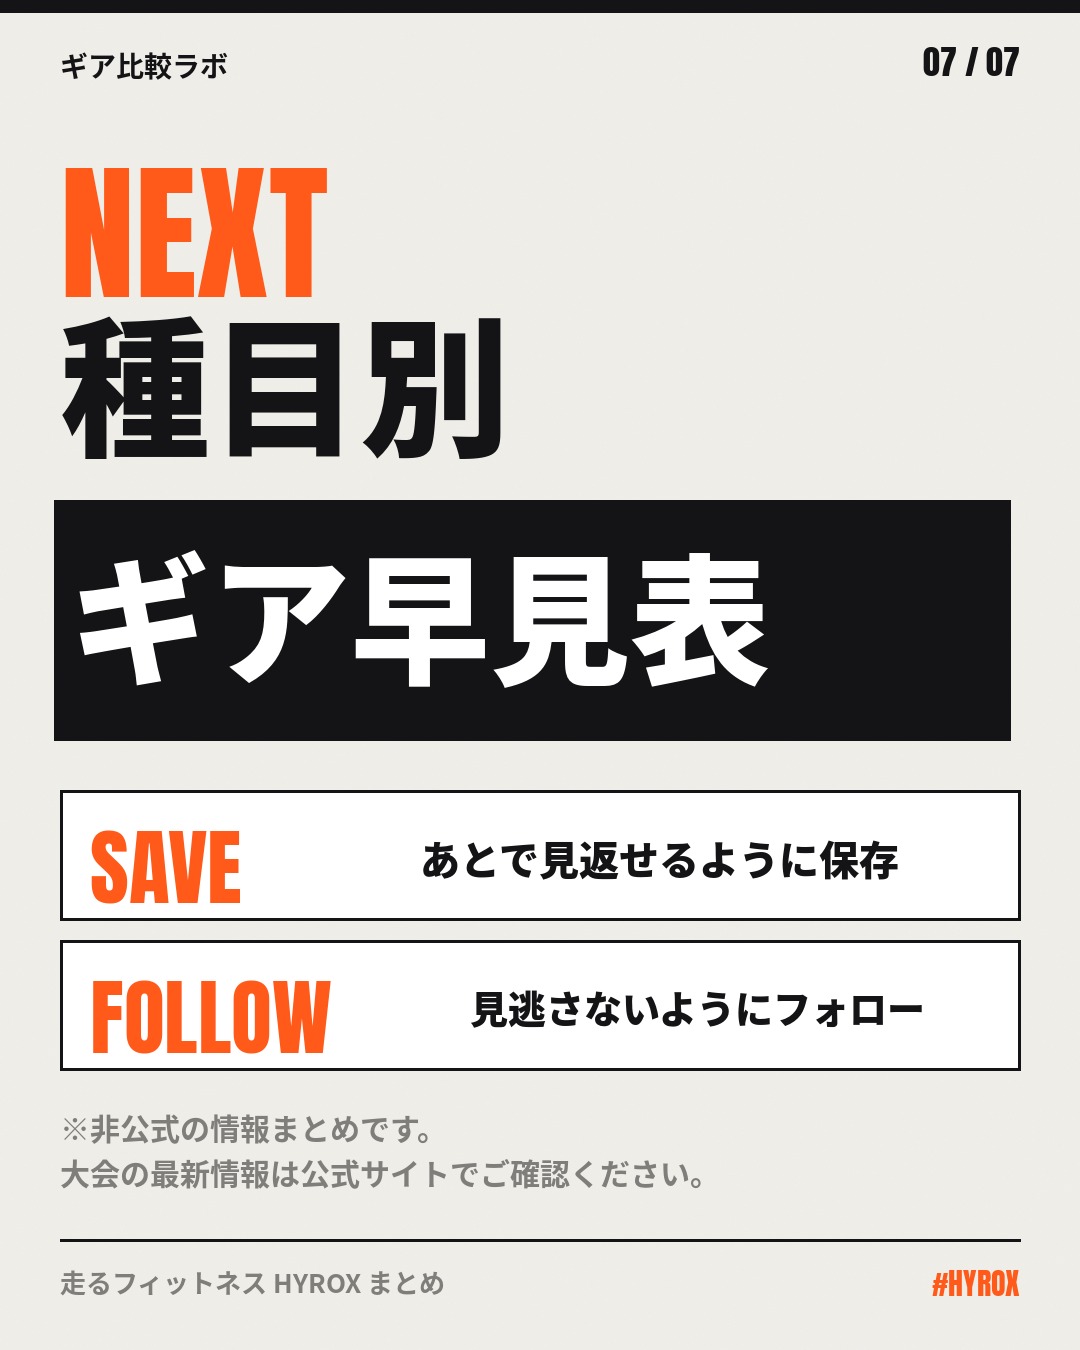 ギア比較ラボ
07 / 07
NEXT
種目別
ギア早見表
SAVE
あとで見返せるように保存
FOLLOW
見逃さないようにフォロー
※非公式の情報まとめです。
大会の最新情報は公式サイトでご確認ください。
走るフィットネス HYROX まとめ
#HYROX